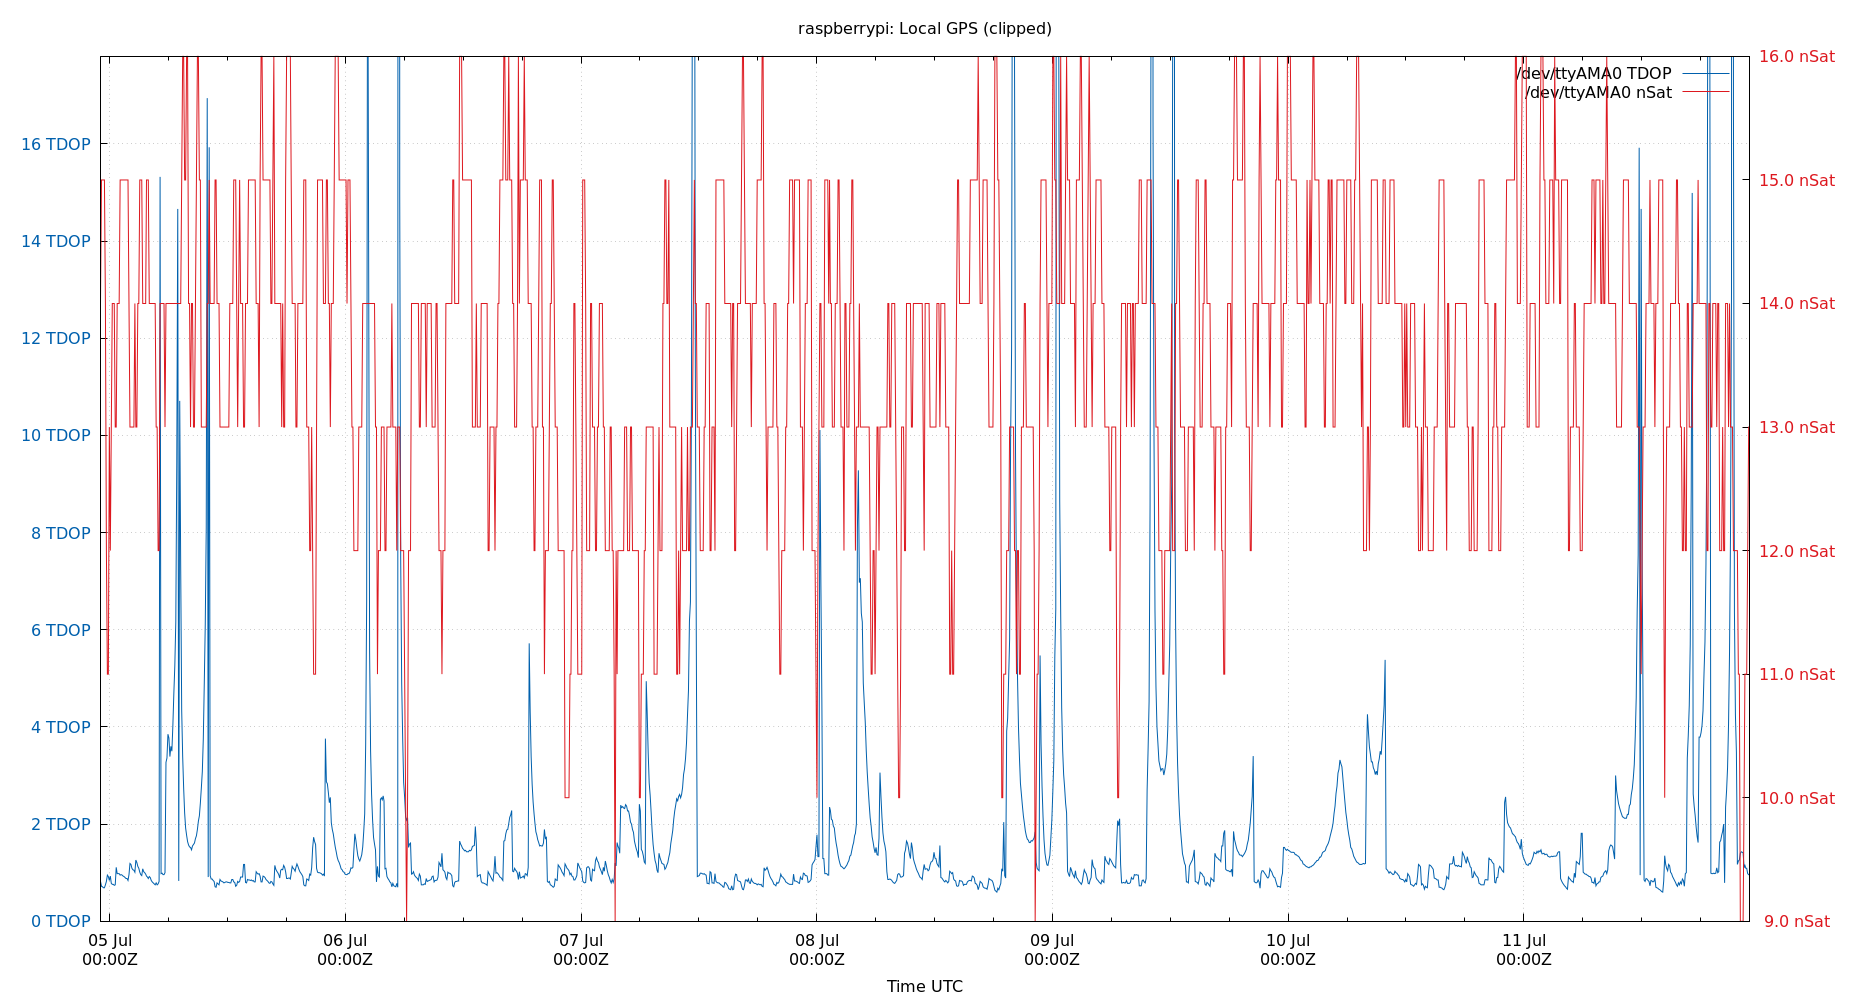 raspberrypi: Local GPS (clipped)
/dev/ttyAMA0 TDOP
/dev/ttyAMA0 nSat
16 TDOP
14 TDOP
12 TDOP
10 TDOP
8 TDOP
6 TDOP
4 TDOP
2 TDOP
0 TDOP
16.0 nSat
15.0 nSat
14.0 nSat
13.0 nSat
12.0 nSat
11.0 nSat
10.0 nSat
9.0 nSat
05 Jul
00:00Z
06 Jul
00:00Z
07 Jul
00:00Z
08 Jul
00:00Z
09 Jul
00:00Z
10 Jul
00:00Z
11 Jul
00:00Z
Time UTC